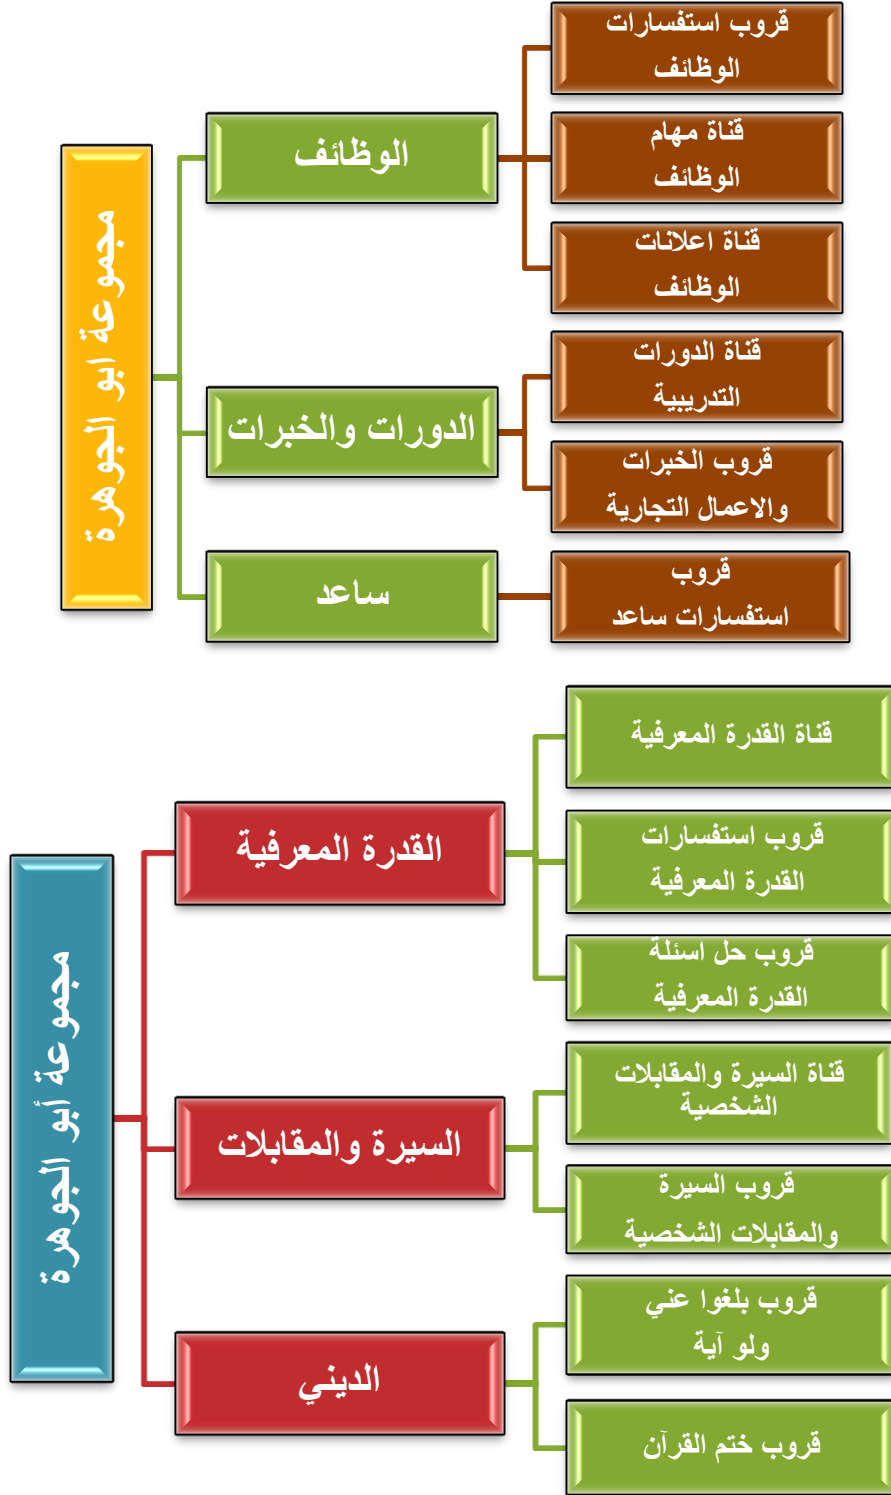 مجموعة ابو الجوهرة
الوظائف
قروب استفسارات
الوظائف
قناة مهام
الوظائف
قناة اعلانات
الوظائف
الدورات والخبرات
قناة الدورات
التدريبية
قروب الخبرات
والاعمال التجارية
ساعد
قروب
استفسارات ساعد
مجموعة أبو الجوهرة
القدرة المعرفية
قناة القدرة المعرفية
قروب استفسارات
القدرة المعرفية
قروب حل اسئلة
القدرة المعرفية
السيرة والمقابلات
قناة السيرة والمقابلات
الشخصية
قروب السيرة
والمقابلات الشخصية
الديني
قروب بلغوا عني
ولو آية
قروب ختم القرآن